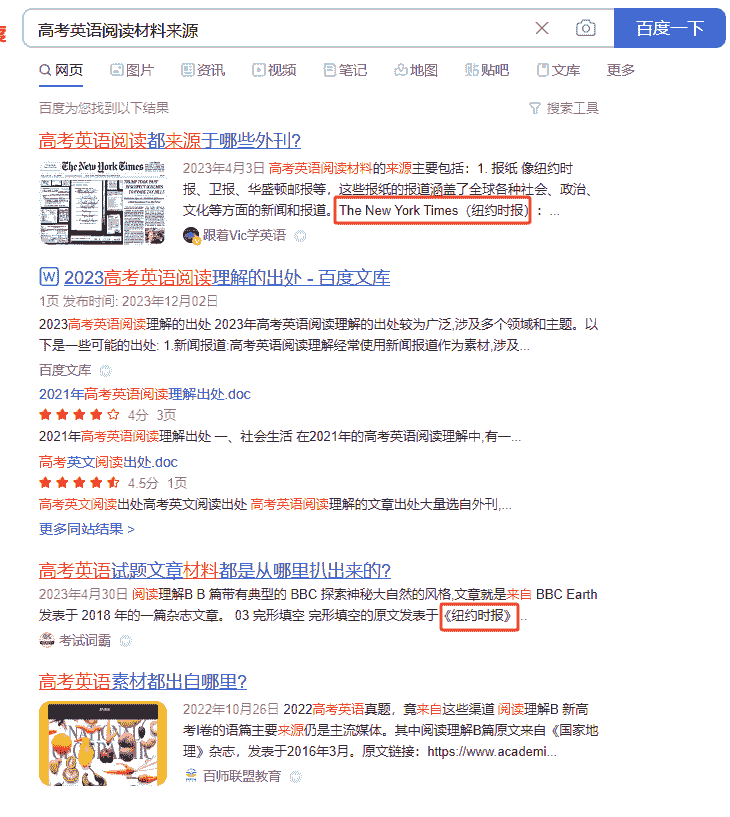 高考英语阅读材料来源
百度一下
网页 图片 资讯 视频 笔记 地图 贴吧 文库 更多
百度为您找到以下结果 搜索工具
高考英语阅读都来源于哪些外刊?
The New York Times
2023年4月3日 高考英语阅读材料的来源主要包括：1. 报纸 像纽约时
报、卫报、华盛顿邮报等，这些报纸的报道涵盖了全球各种社会、政治、
文化等方面的新闻和报道。The New York Times（纽约时报）：...
跟着Vic学英语
W 2023高考英语阅读理解的出处 - 百度文库
1页 发布时间: 2023年12月02日
2023高考英语阅读理解的出处 2023年高考英语阅读理解的出处较为广泛,涉及多个领域和主题。以
下是一些可能的出处: 1.新闻报道:高考英语阅读理解经常使用新闻报道作为素材,涉及...
百度文库
2021年高考英语阅读理解出处.doc
4分 3页
2021年高考英语阅读理解出处 一、社会生活 在2021年的高考英语阅读理解中,有一...
高考英文阅读出处.doc
4.5分 1页
高考英文阅读出处高考英文阅读出处 高考英语阅读理解的文章出处大量选自外刊,...
更多同站结果 >
高考英语试题文章材料都是从哪里扒出来的?
2023年4月30日 阅读理解B B 篇带有典型的 BBC 探索神秘大自然的风格,文章就是来自 BBC Earth
发表于 2018 年的一篇杂志文章。 03 完形填空 完形填空的原文发表于《纽约时报》..
考试词霸
高考英语素材都出自哪里?
NATIONAL GEOGRAPHIC
2022年10月26日 2022高考英语真题，竟来自这些渠道 阅读理解B 新高
考I卷的语篇主要来源仍是主流媒体。其中阅读理解B篇原文来自《国家地
理》杂志，发表于2016年3月。原文链接：https://www.academi...
百师联盟教育